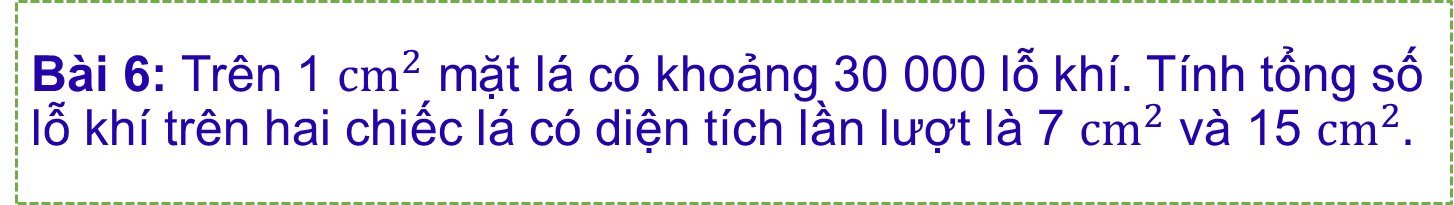 Bài 6: Trên 1 cm² mặt lá có khoảng 30 000 lỗ khí. Tính tổng số
lỗ khí trên hai chiếc lá có diện tích lần lượt là 7 cm² và 15 cm².